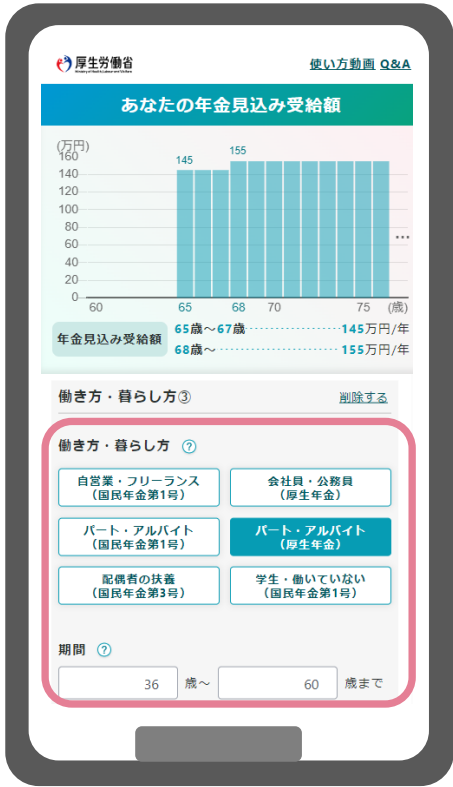 厚生労働省
Ministry of Health, Labour and Welfare
使い方動画 Q&A
あなたの年金見込み受給額
(万円)
160
140
120
100
80
60
40
20
0
145
155
…
60 65 68 70 75 (歳)
年金見込み受給額
65歳～67歳 145万円/年
68歳～ 155万円/年
働き方・暮らし方③ 削除する
働き方・暮らし方 ?
自営業・フリーランス
（国民年金第1号）
会社員・公務員
（厚生年金）
パート・アルバイト
（国民年金第1号）
パート・アルバイト
（厚生年金）
配偶者の扶養
（国民年金第3号）
学生・働いていない
（国民年金第1号）
期間 ?
36 歳～ 60 歳まで